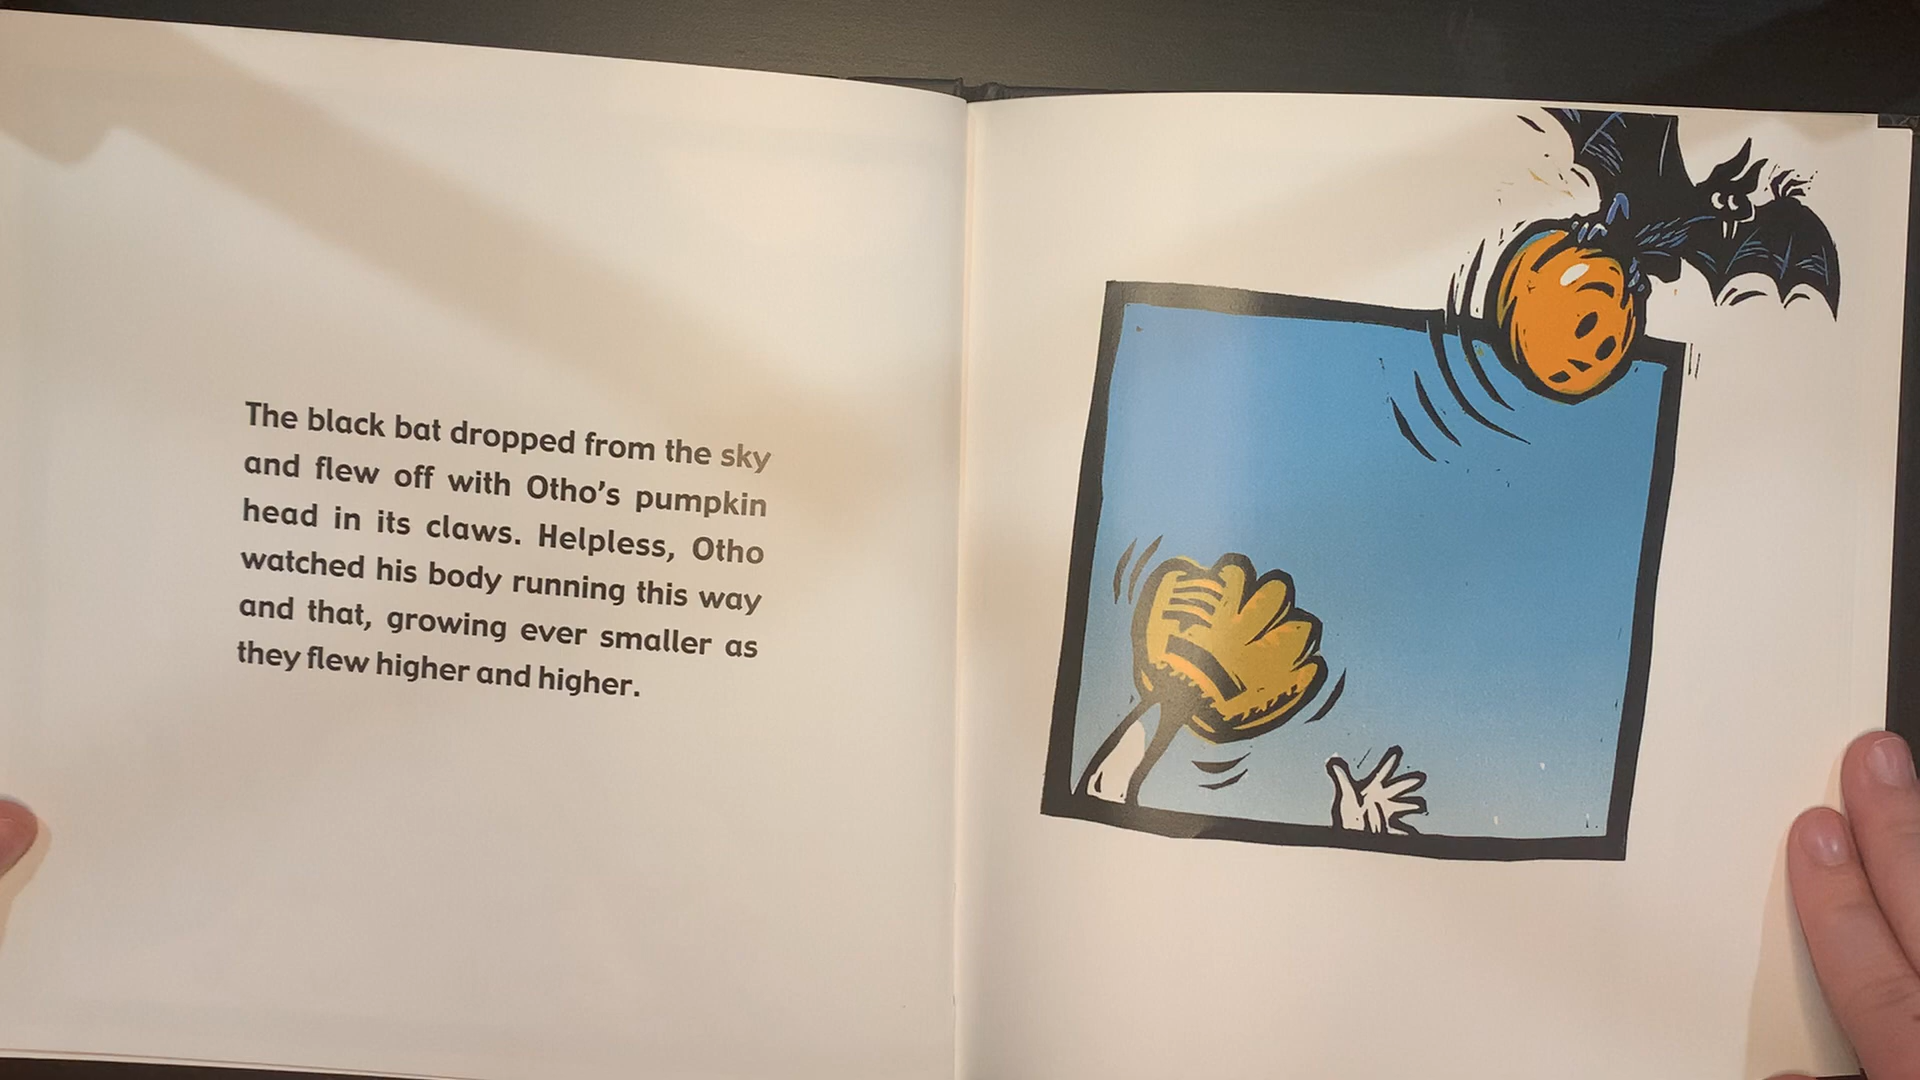 The black bat dropped from the sky
and flew off with Otho's pumpkin
head in its claws. Helpless, Otho
watched his body running this way
and that, growing ever smaller as
they flew higher and higher.